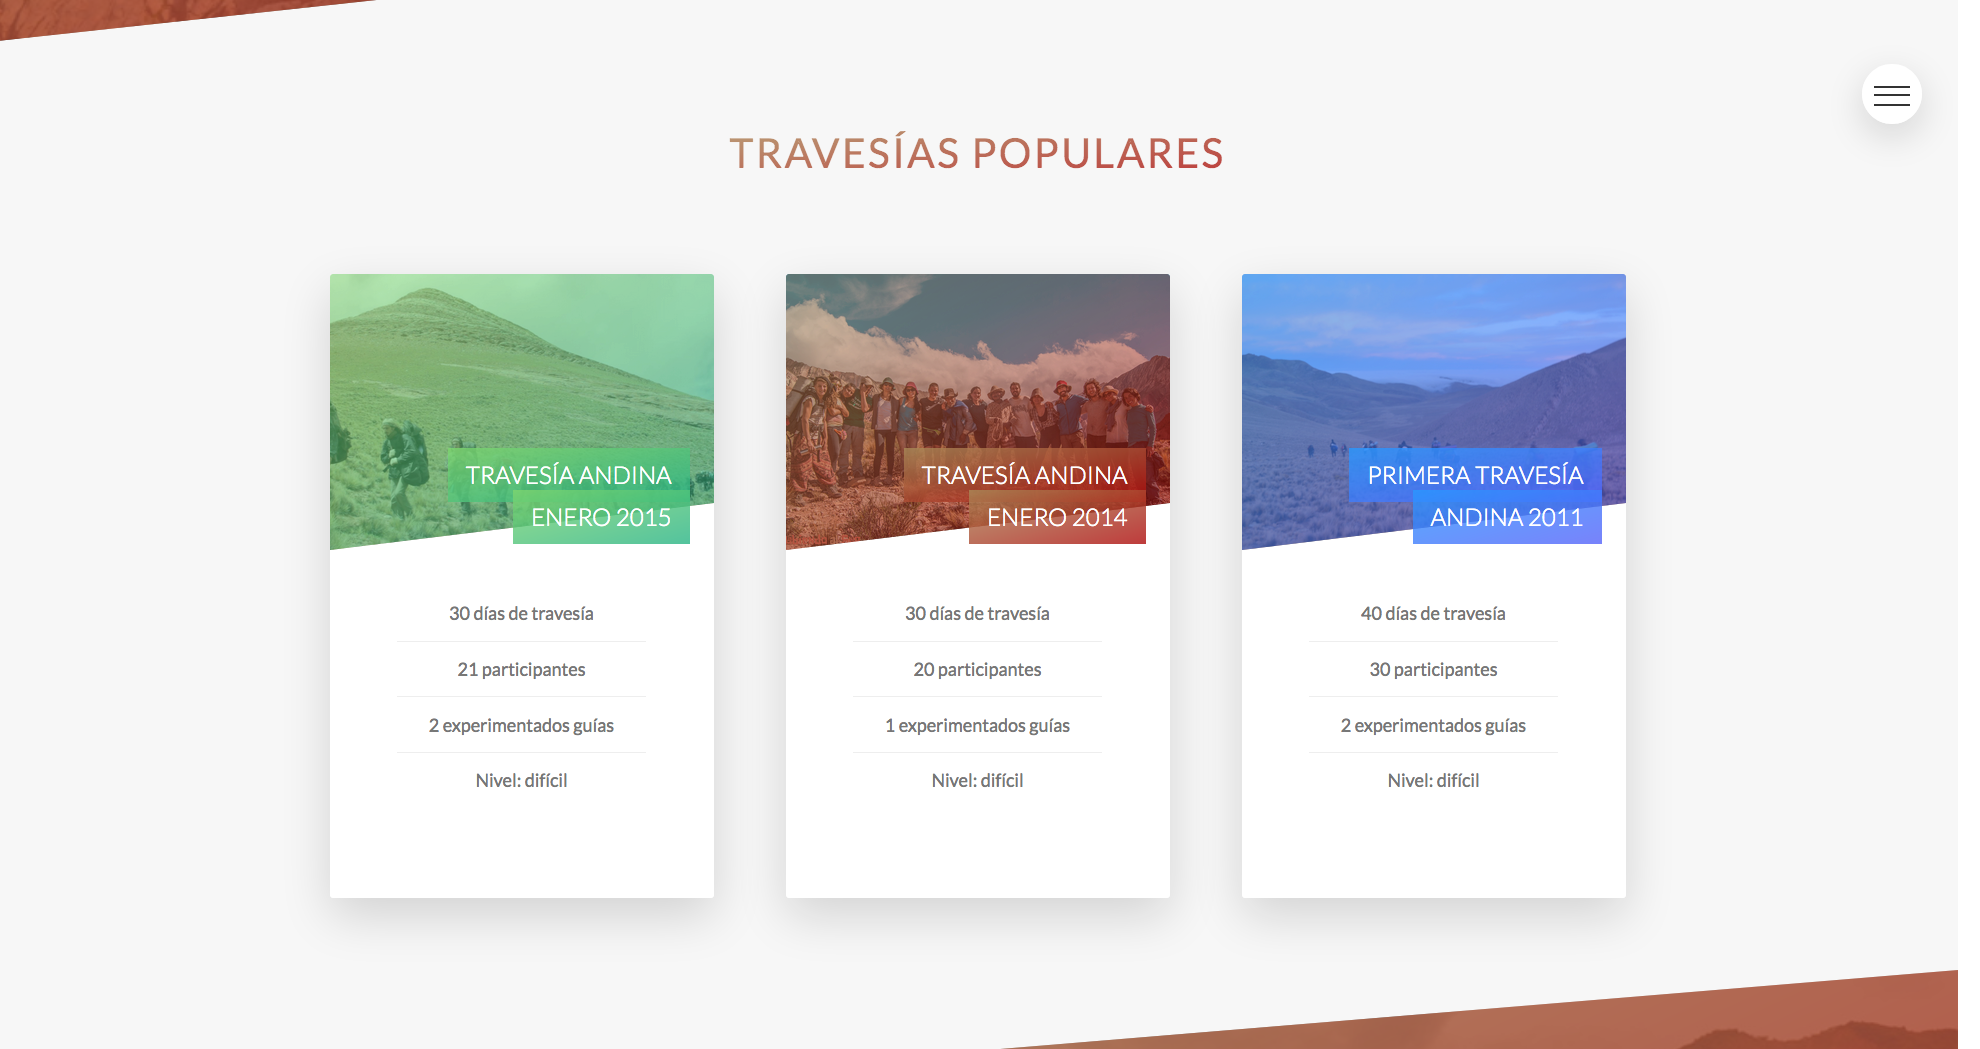 TRAVESÍAS POPULARES
TRAVESÍA ANDINA
ENERO 2015
30 días de travesía
21 participantes
2 experimentados guías
Nivel: difícil
TRAVESÍA ANDINA
ENERO 2014
30 días de travesía
20 participantes
1 experimentados guías
Nivel: difícil
PRIMERA TRAVESÍA
ANDINA 2011
40 días de travesía
30 participantes
2 experimentados guías
Nivel: difícil